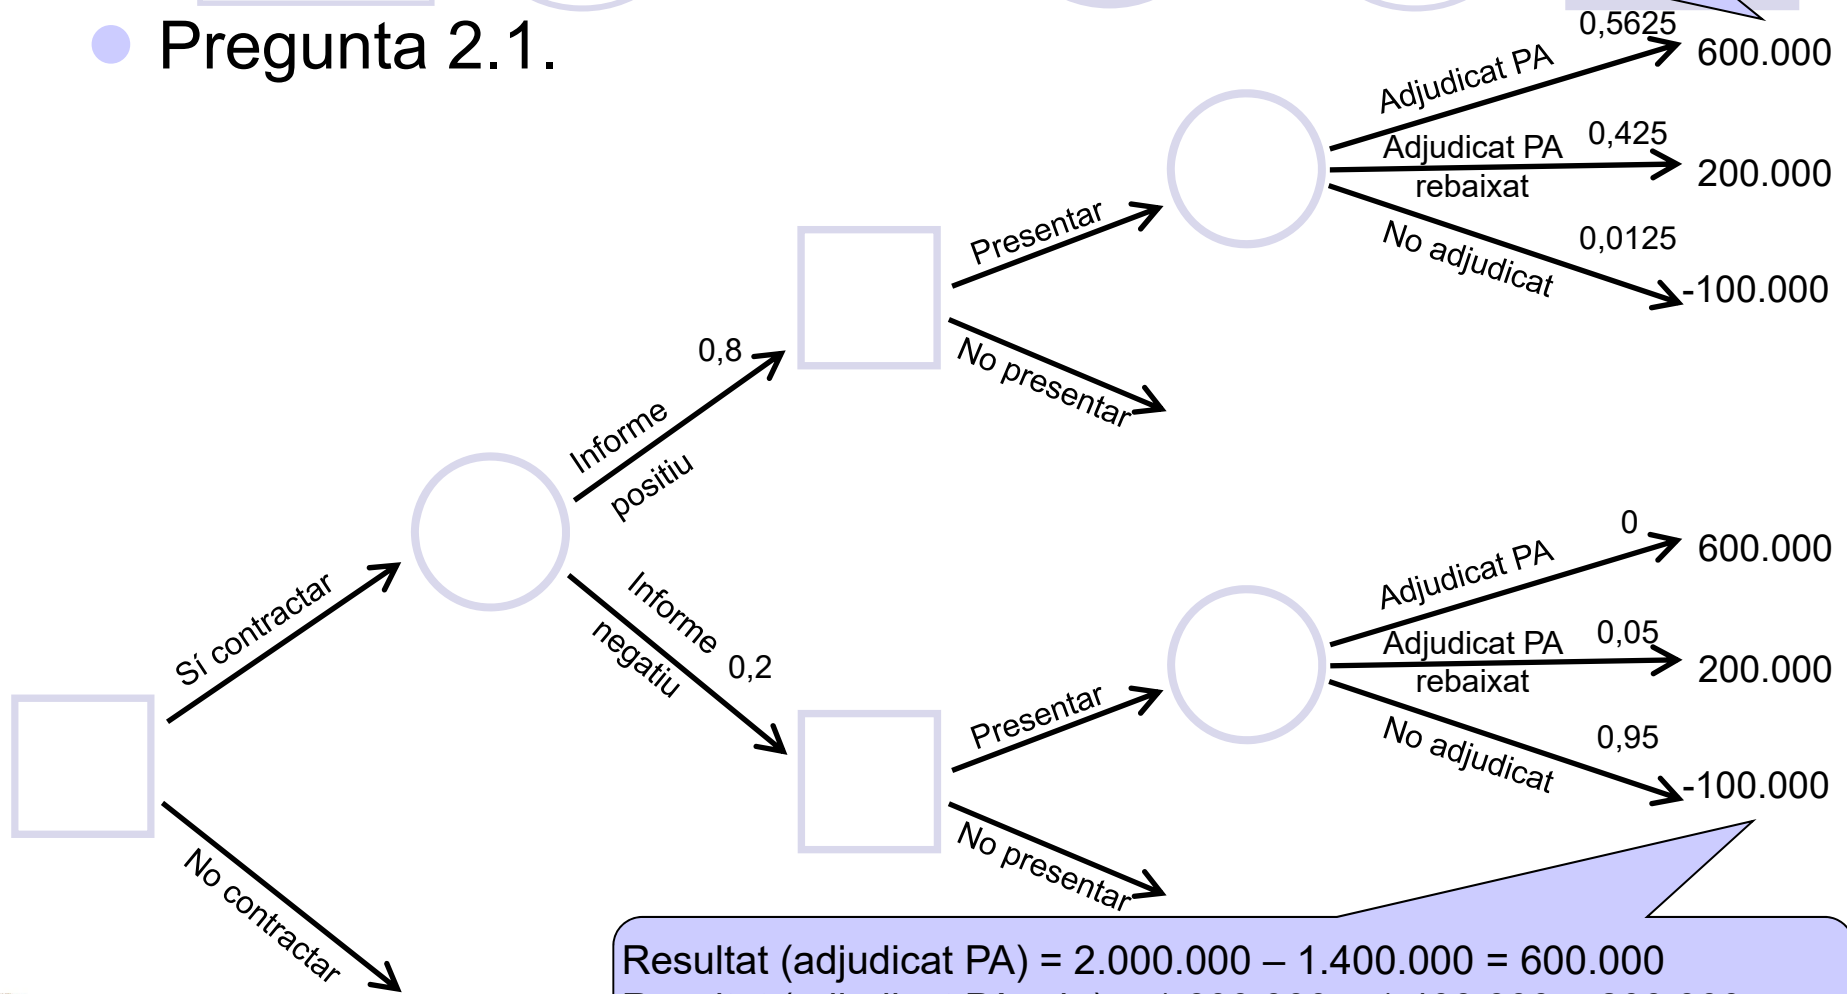 Pregunta 2.1.
Adjudicat PA
0,5625
600.000
Adjudicat PA
rebaixat
0,425
200.000
No adjudicat
0,0125
-100.000
Presentar
No presentar
Informe
positiu
0,8
Sí contractar
Informe
negatiu
0,2
Adjudicat PA
0
600.000
Adjudicat PA
rebaixat
0,05
200.000
No adjudicat
0,95
-100.000
Presentar
No presentar
No contractar
Resultat (adjudicat PA) = 2.000.000 – 1.400.000 = 600.000